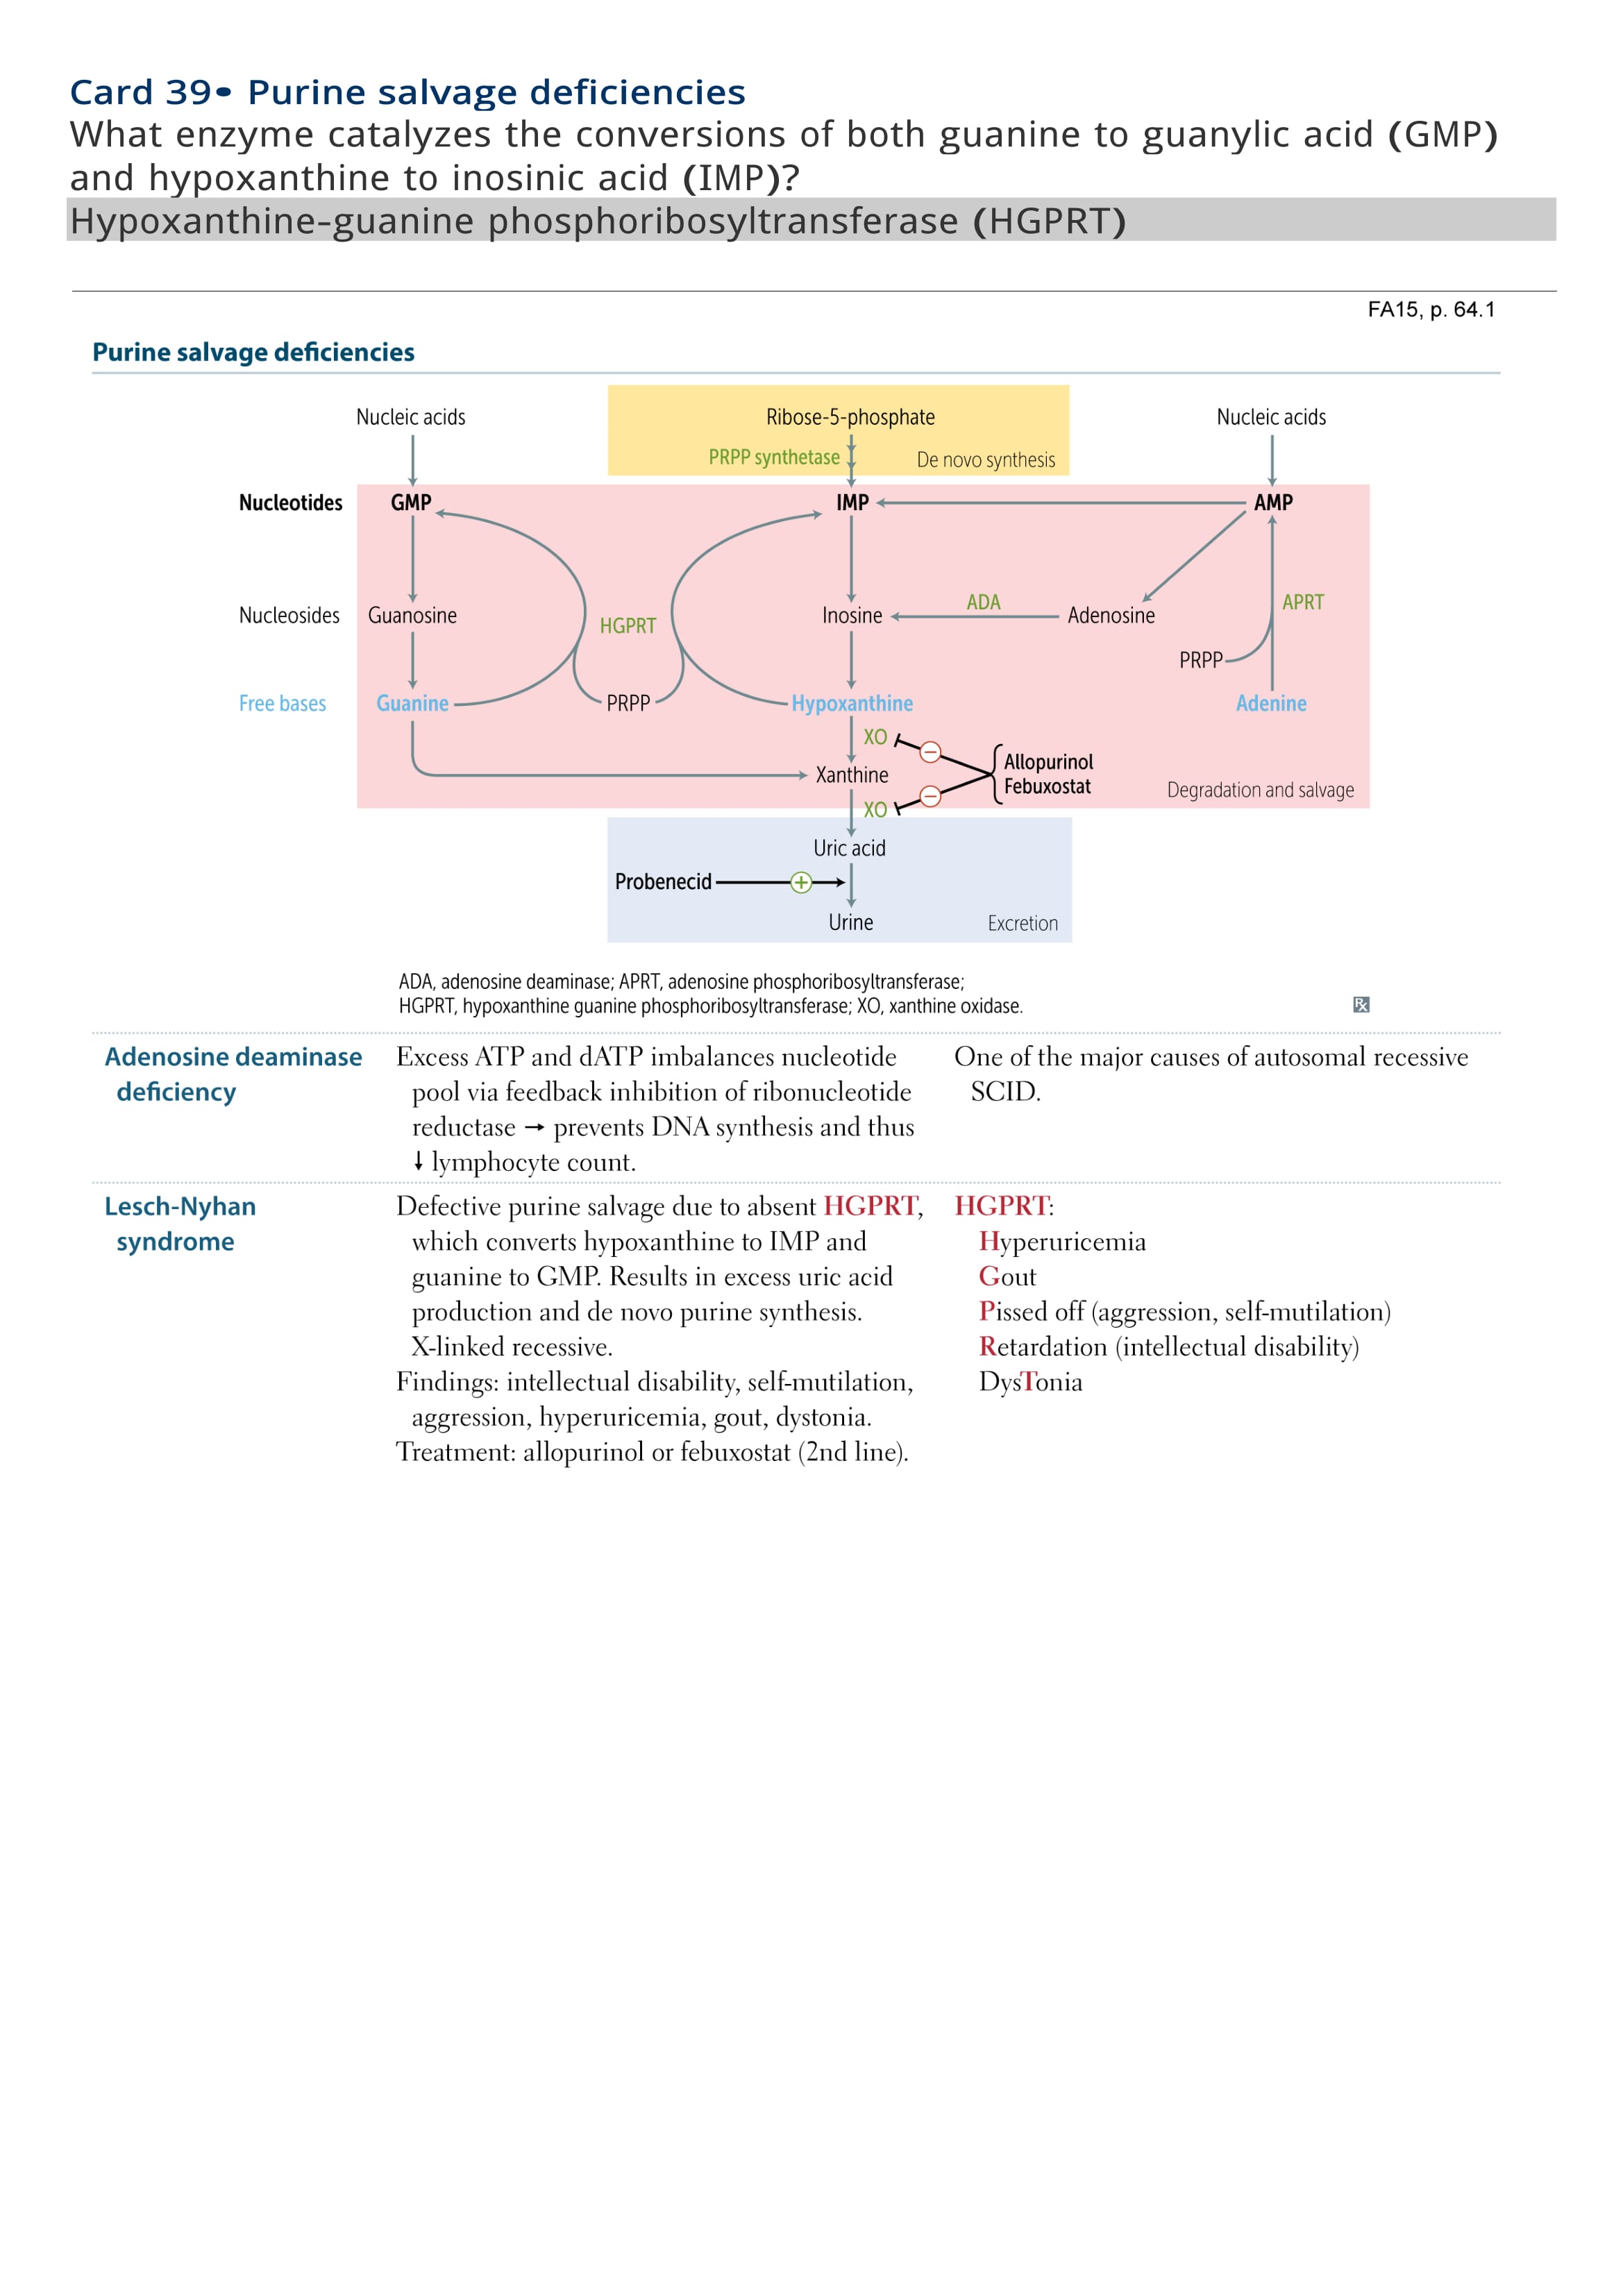 Card 39• Purine salvage deficiencies
What enzyme catalyzes the conversions of both guanine to guanylic acid (GMP)
and hypoxanthine to inosinic acid (IMP)?
Hypoxanthine-guanine phosphoribosyltransferase (HGPRT)
FA15, p. 64.1
Purine salvage deficiencies
Nucleic acids
Ribose-5-phosphate
Nucleic acids
PRPP synthetase
De novo synthesis
Nucleotides
GMP
IMP
AMP
Nucleosides
Guanosine
HGPRT
Inosine
ADA
Adenosine
APRT
PRPP
Free bases
Guanine
PRPP
Hypoxanthine
Adenine
XO
Allopurinol
Febuxostat
Xanthine
Degradation and salvage
XO
Uric acid
Probenecid
Urine
Excretion
ADA, adenosine deaminase; APRT, adenosine phosphoribosyltransferase;
HGPRT, hypoxanthine guanine phosphoribosyltransferase; XO, xanthine oxidase.
Rx
Adenosine deaminase
deficiency
Excess ATP and dATP imbalances nucleotide
pool via feedback inhibition of ribonucleotide
reductase → prevents DNA synthesis and thus
↓ lymphocyte count.
One of the major causes of autosomal recessive
SCID.
Lesch-Nyhan
syndrome
Defective purine salvage due to absent HGPRT,
which converts hypoxanthine to IMP and
guanine to GMP. Results in excess uric acid
production and de novo purine synthesis.
X-linked recessive.
Findings: intellectual disability, self-mutilation,
aggression, hyperuricemia, gout, dystonia.
Treatment: allopurinol or febuxostat (2nd line).
HGPRT:
Hyperuricemia
Gout
Pissed off (aggression, self-mutilation)
Retardation (intellectual disability)
DysTonia